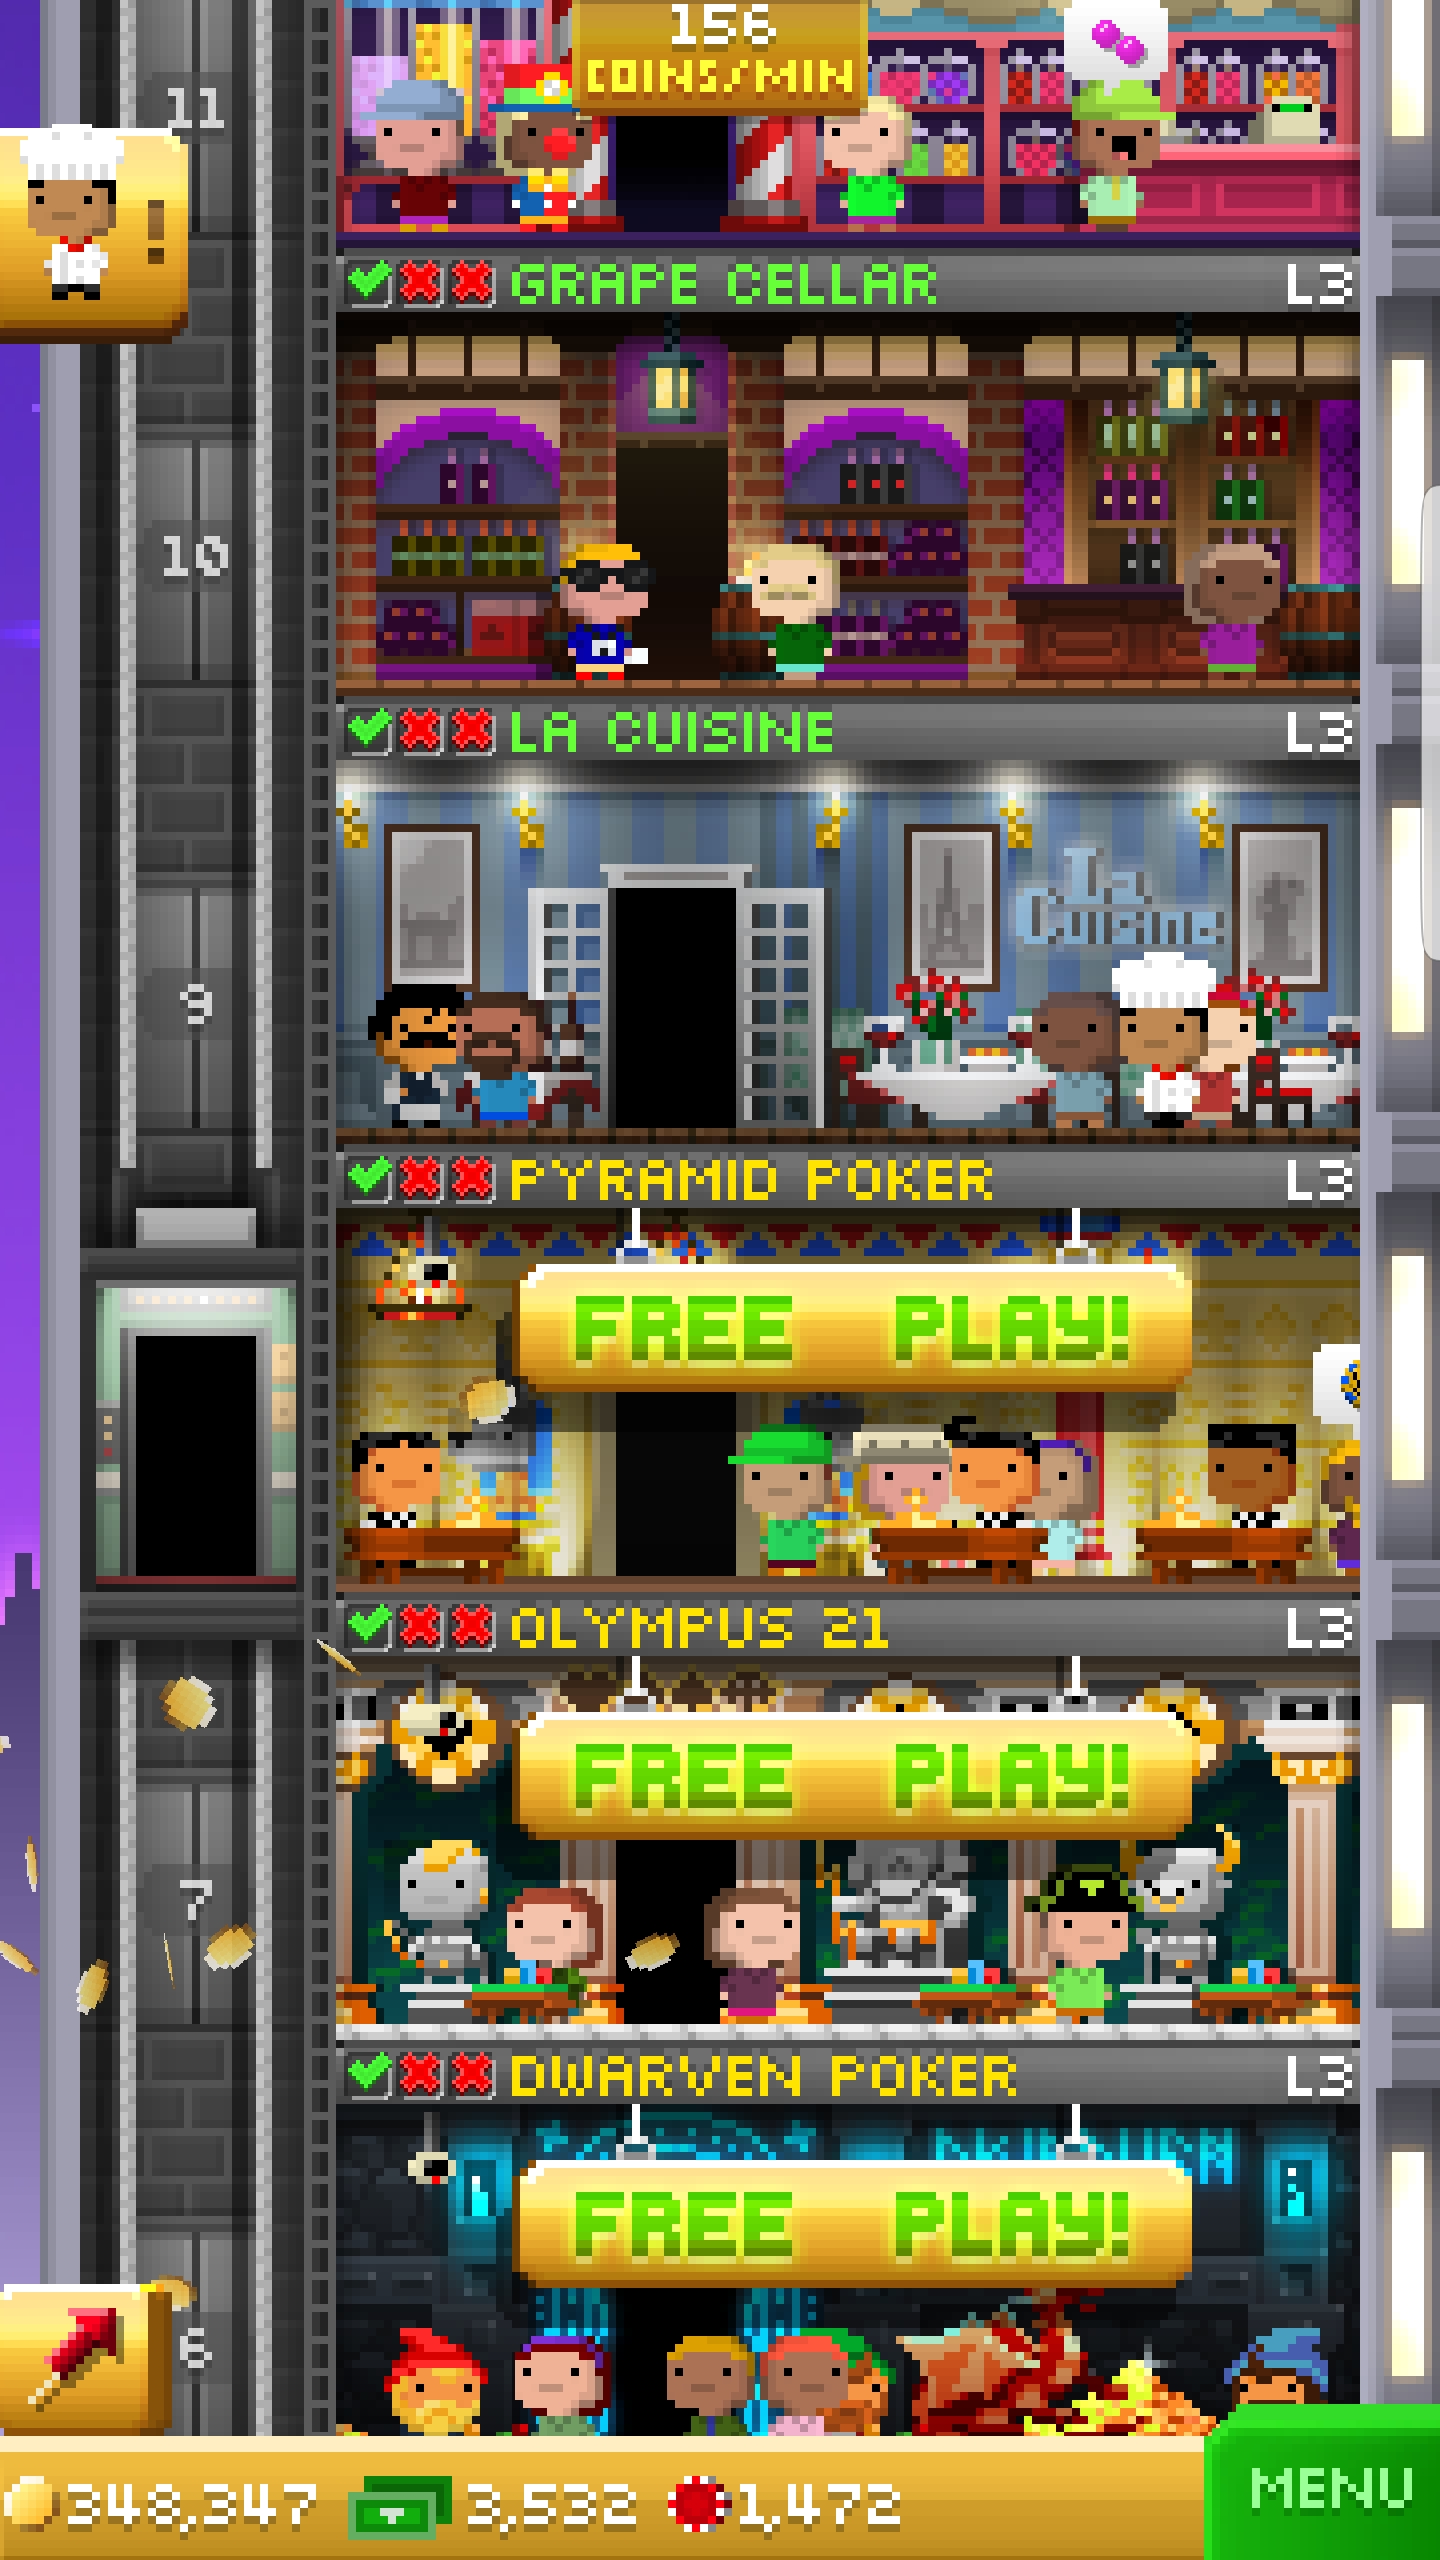 156
COINS/MIN
11
!
GRAPE CELLAR
L3
10
LA CUISINE
L3
La
Cuisine
9
PYRAMID POKER
L3
FREE PLAY!
OLYMPUS 21
L3
FREE PLAY!
7
DWARVEN POKER
L3
FREE PLAY!
6
348,347 3,532 1,472
MENU